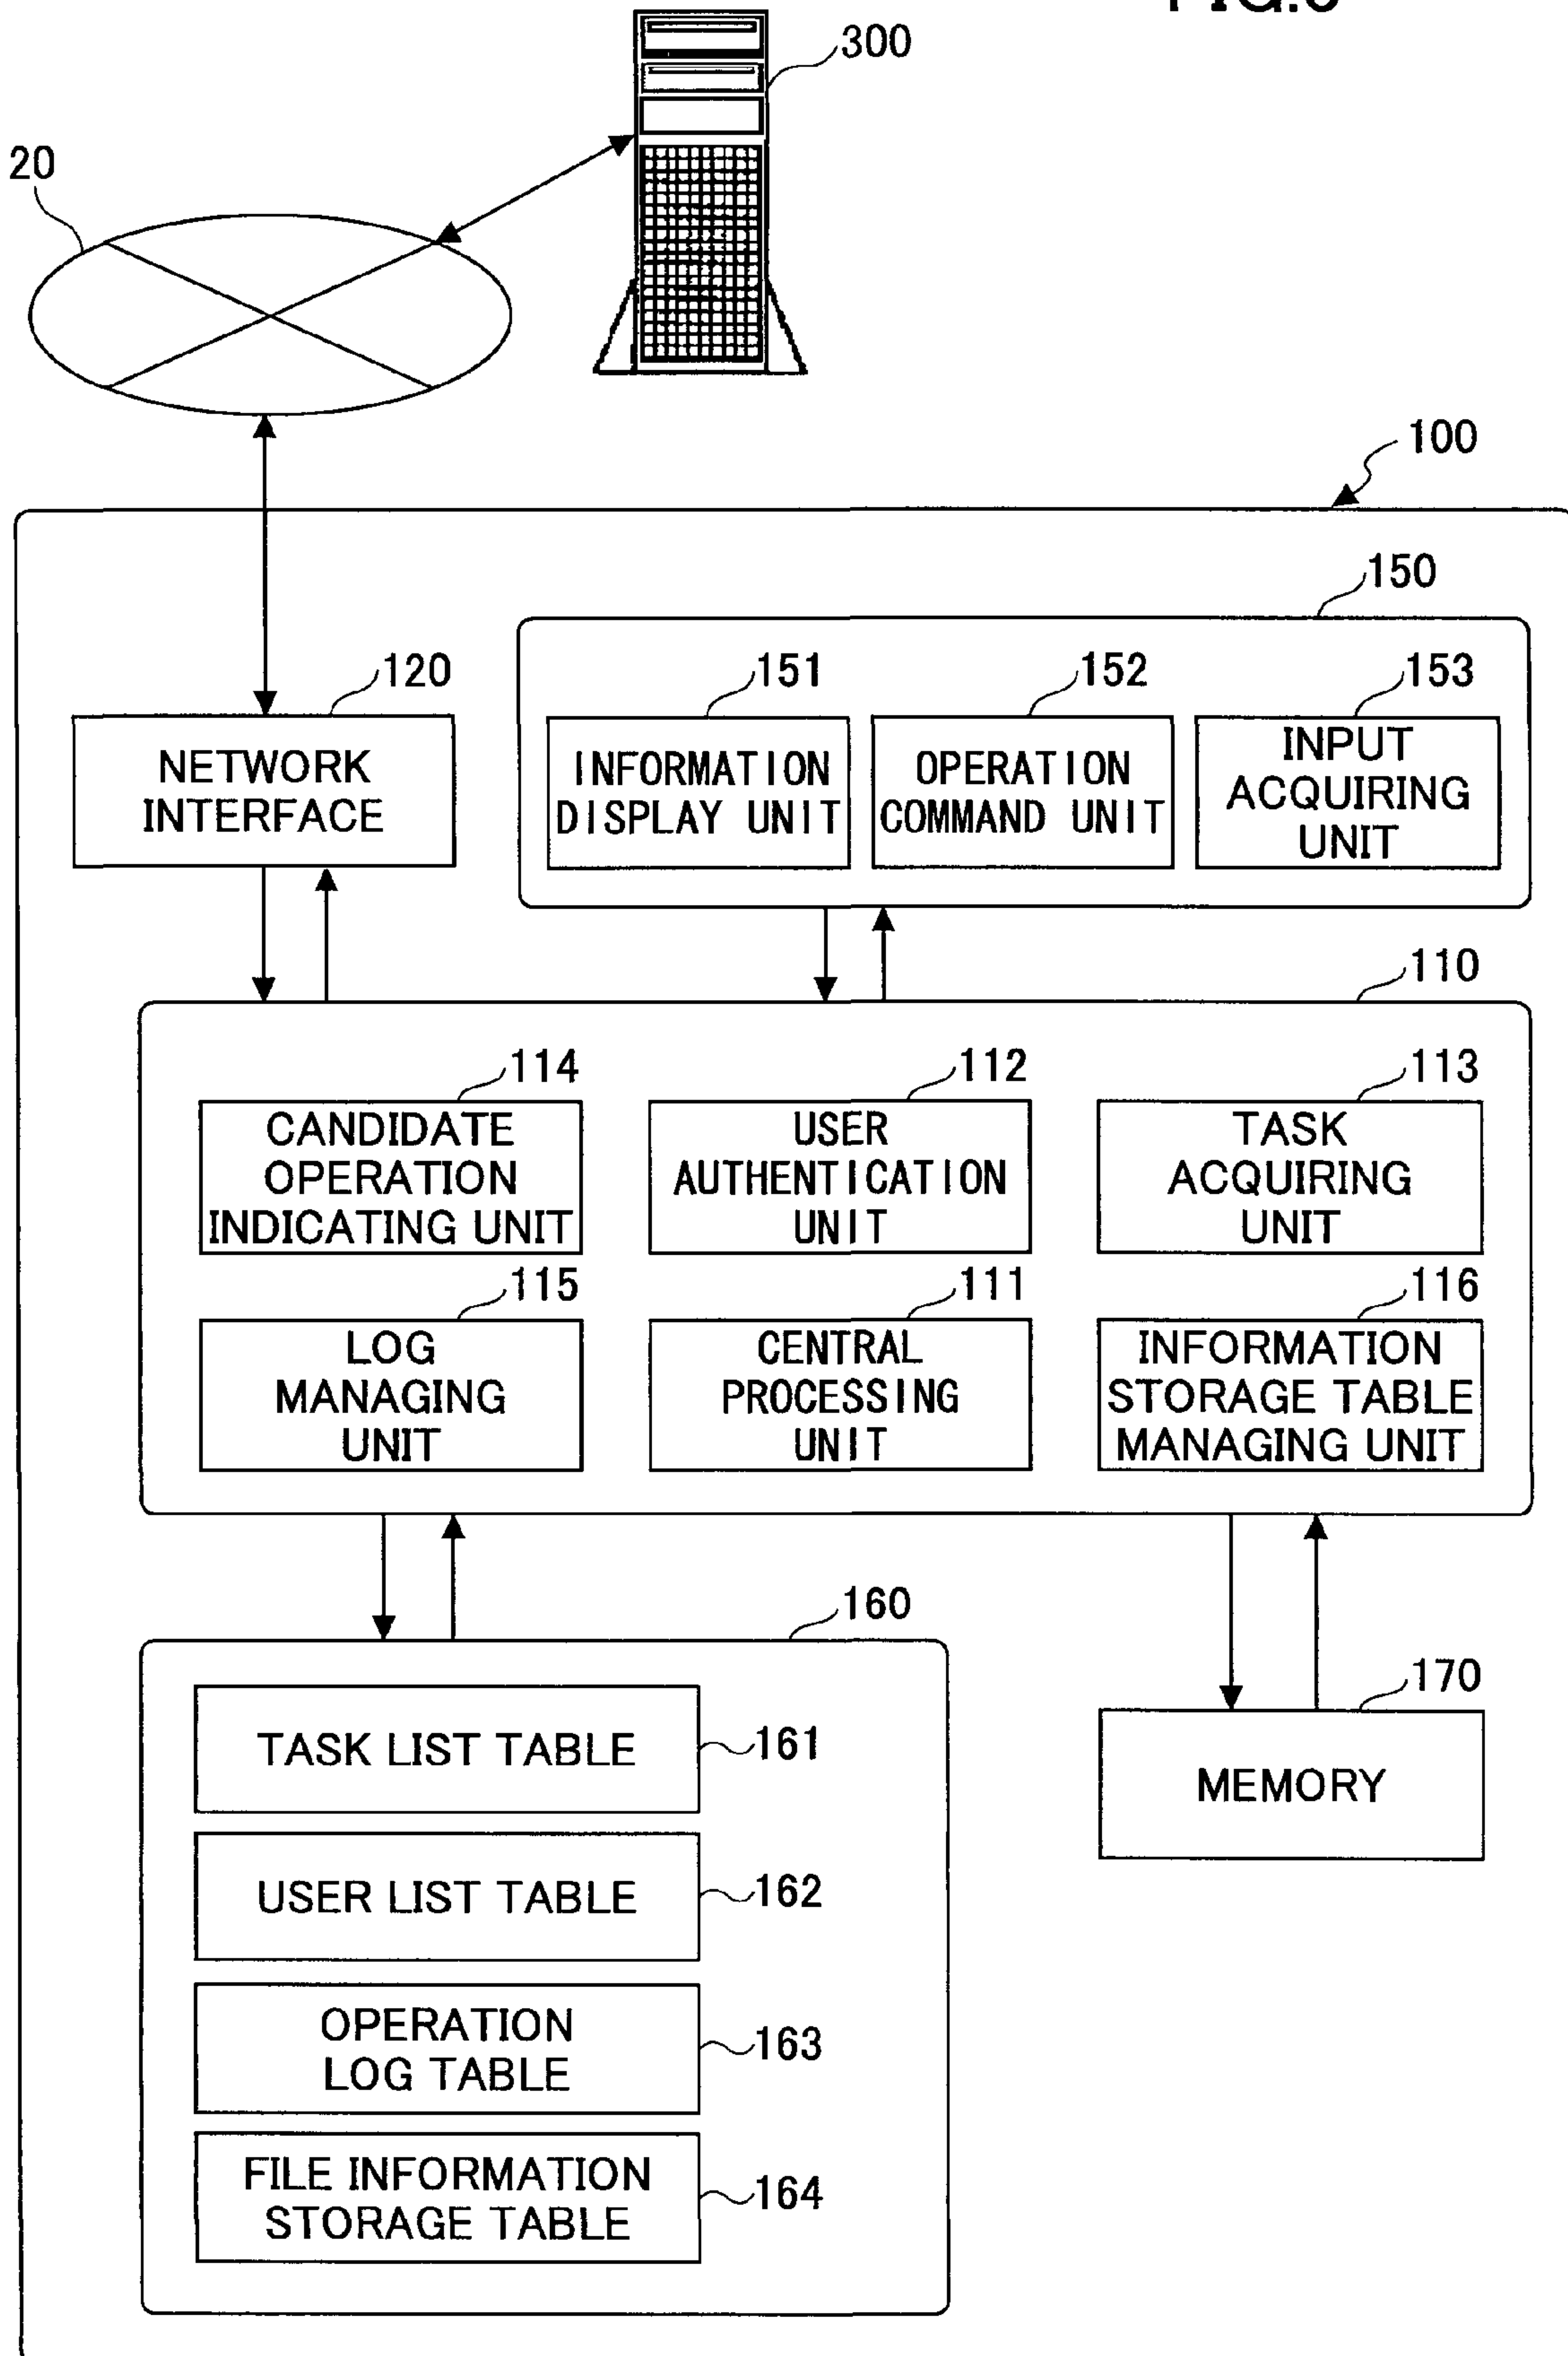 300
20
100
150
120
151
152
153
NETWORK
INTERFACE
INFORMATION
DISPLAY UNIT
OPERATION
COMMAND UNIT
INPUT
ACQUIRING
UNIT
110
114
112
113
CANDIDATE
OPERATION
INDICATING UNIT
USER
AUTHENTICATION
UNIT
TASK
ACQUIRING
UNIT
115
111
116
LOG
MANAGING
UNIT
CENTRAL
PROCESSING
UNIT
INFORMATION
STORAGE TABLE
MANAGING UNIT
160
170
TASK LIST TABLE
161
MEMORY
USER LIST TABLE
162
OPERATION
LOG TABLE
163
FILE INFORMATION
STORAGE TABLE
164